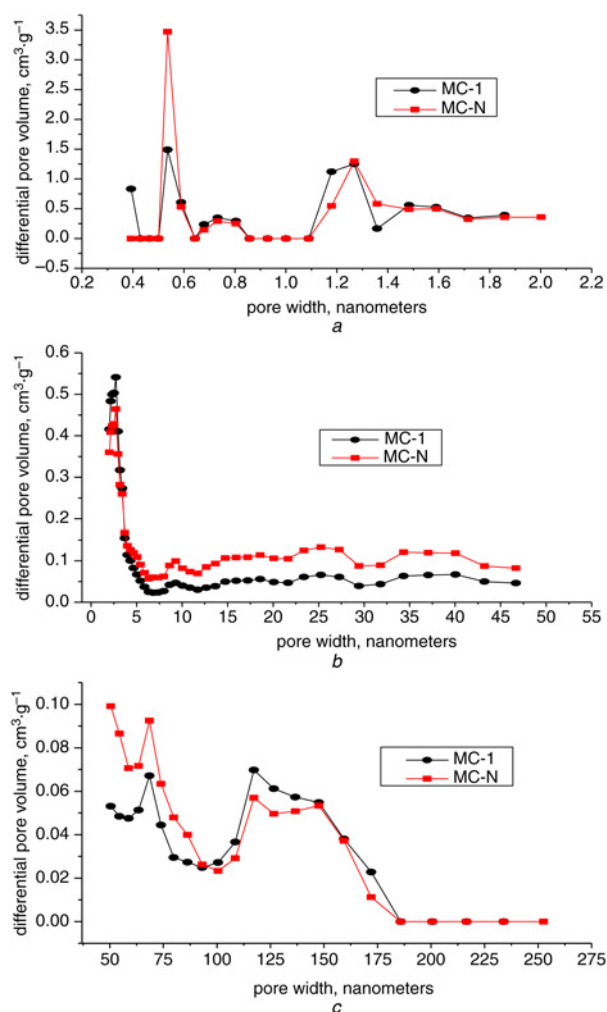 differential pore volume, cm³·g⁻¹
3.5
3.0
2.5
2.0
1.5
1.0
0.5
0.0
–0.5
MC-1
MC-N
0.2 0.4 0.6 0.8 1.0 1.2 1.4 1.6 1.8 2.0 2.2
pore width, nanometers
a
differential pore volume, cm³·g⁻¹
0.6
0.5
0.4
0.3
0.2
0.1
0.0
MC-1
MC-N
0 5 10 15 20 25 30 35 40 45 50 55
pore width, nanometers
b
differential pore volume, cm³·g⁻¹
0.10
0.08
0.06
0.04
0.02
0.00
MC-1
MC-N
50 75 100 125 150 175 200 225 250 275
pore width, nanometers
c